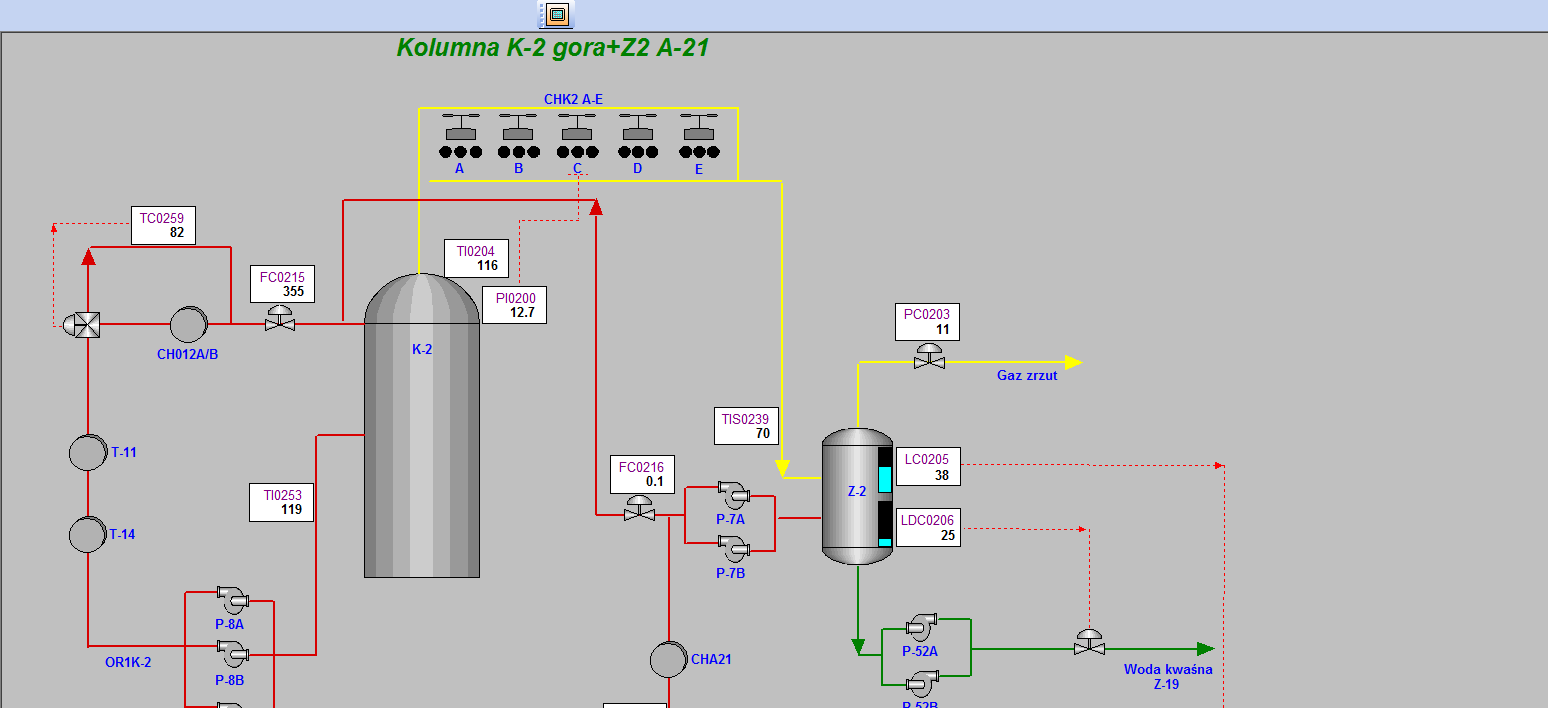 Kolumna K-2 gora+Z2 A-21
CHK2 A-E
A
B
C
D
E
TC0259
82
TI0204
116
FC0215
355
PI0200
12.7
PC0203
11
CH012A/B
K-2
Gaz zrzut
TIS0239
70
T-11
FC0216
0.1
LC0205
38
Z-2
TI0253
119
P-7A
LDC0206
25
T-14
P-7B
P-8A
P-52A
OR1K-2
CHA21
Woda kwaśna
Z-19
P-8B
P-52B